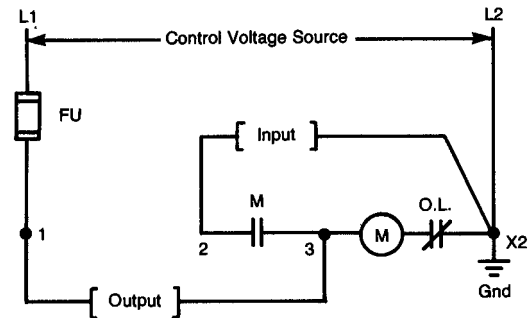 L1
L2
Control Voltage Source
FU
Input
M
O.L.
1
2
3
M
X2
Gnd
Output